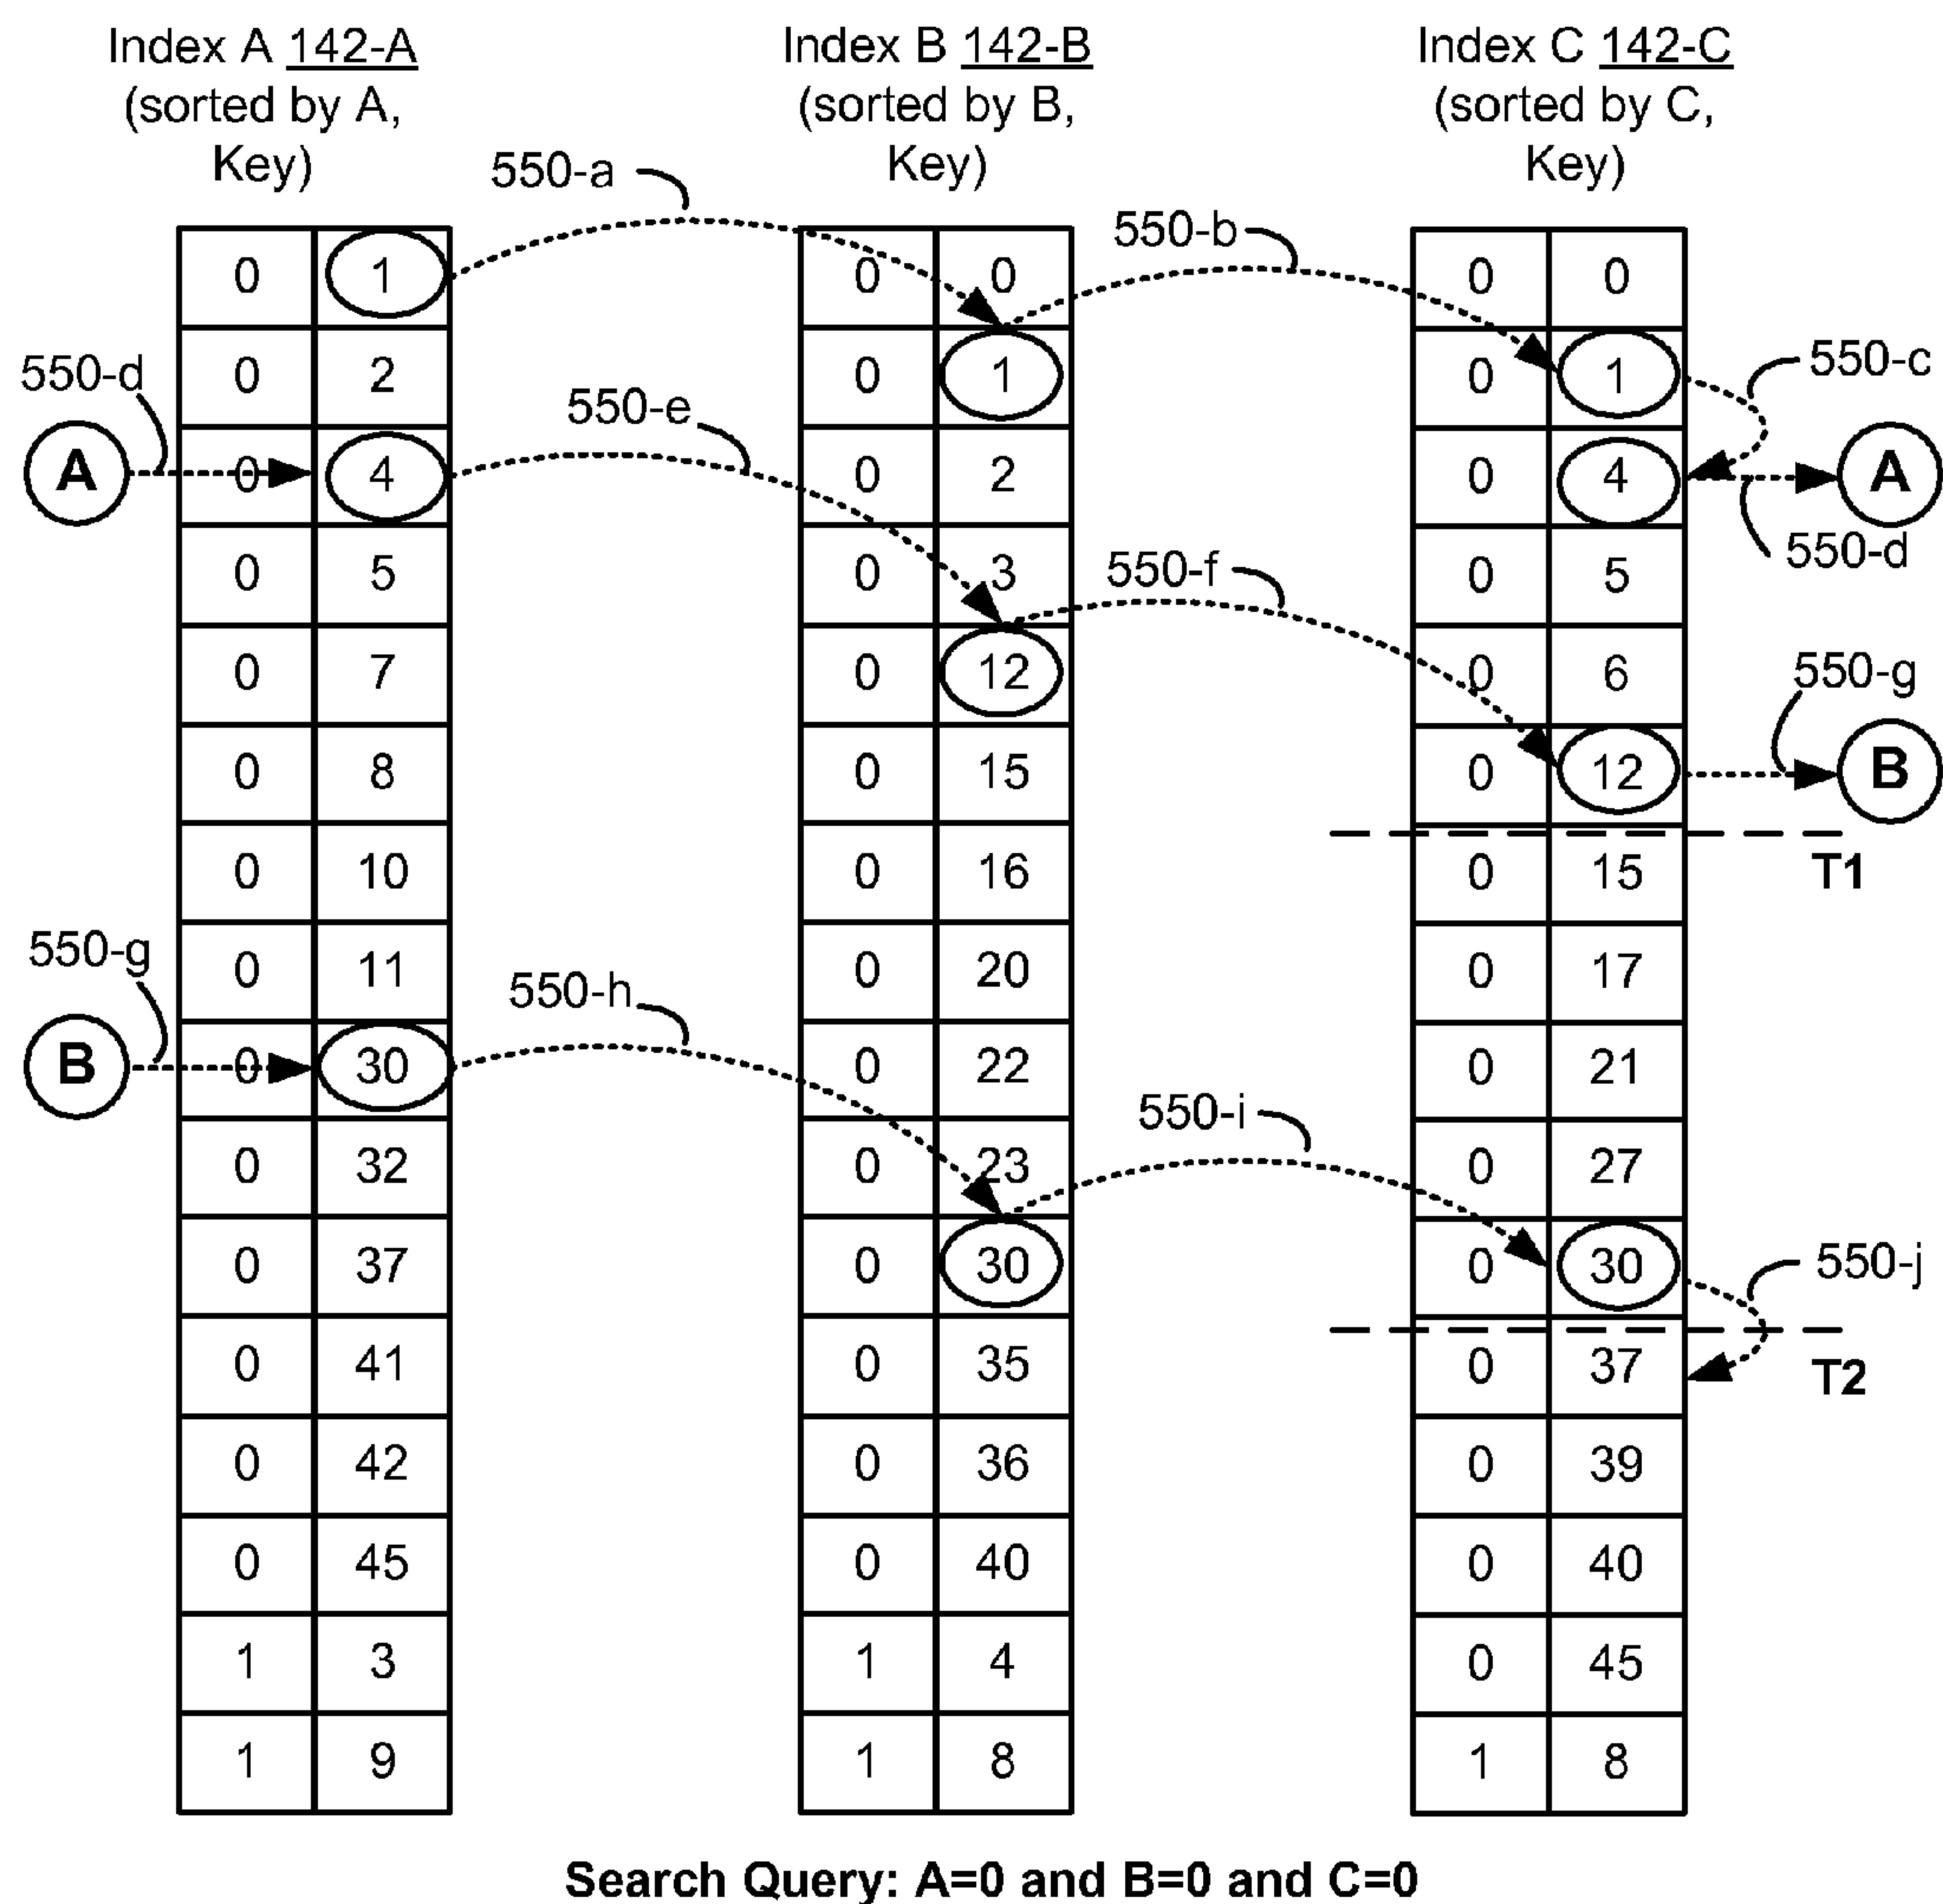 Index A 142-A
(sorted by A,
Key)
Index B 142-B
(sorted by B,
Key)
Index C 142-C
(sorted by C,
Key)
550-a
550-b
0 1 0 0 0 0
550-d
0 2
550-e
0 1 0 1
550-c
A
0 4 0 2 0 4
A
550-d
0 5 0 3
550-f
0 5
0 7 0 12 0 6
550-g
0 8 0 15 0 12
B
0 10 0 16 0 15
T1
550-g
0 11
550-h
0 20 0 17
B
0 30 0 22
550-i
0 21
0 32 0 23 0 27
0 37 0 30 0 30
550-j
0 41 0 35 0 37
T2
0 42 0 36 0 39
0 45 0 40 0 40
1 3 1 4 0 45
1 9 1 8 1 8
Search Query: A=0 and B=0 and C=0